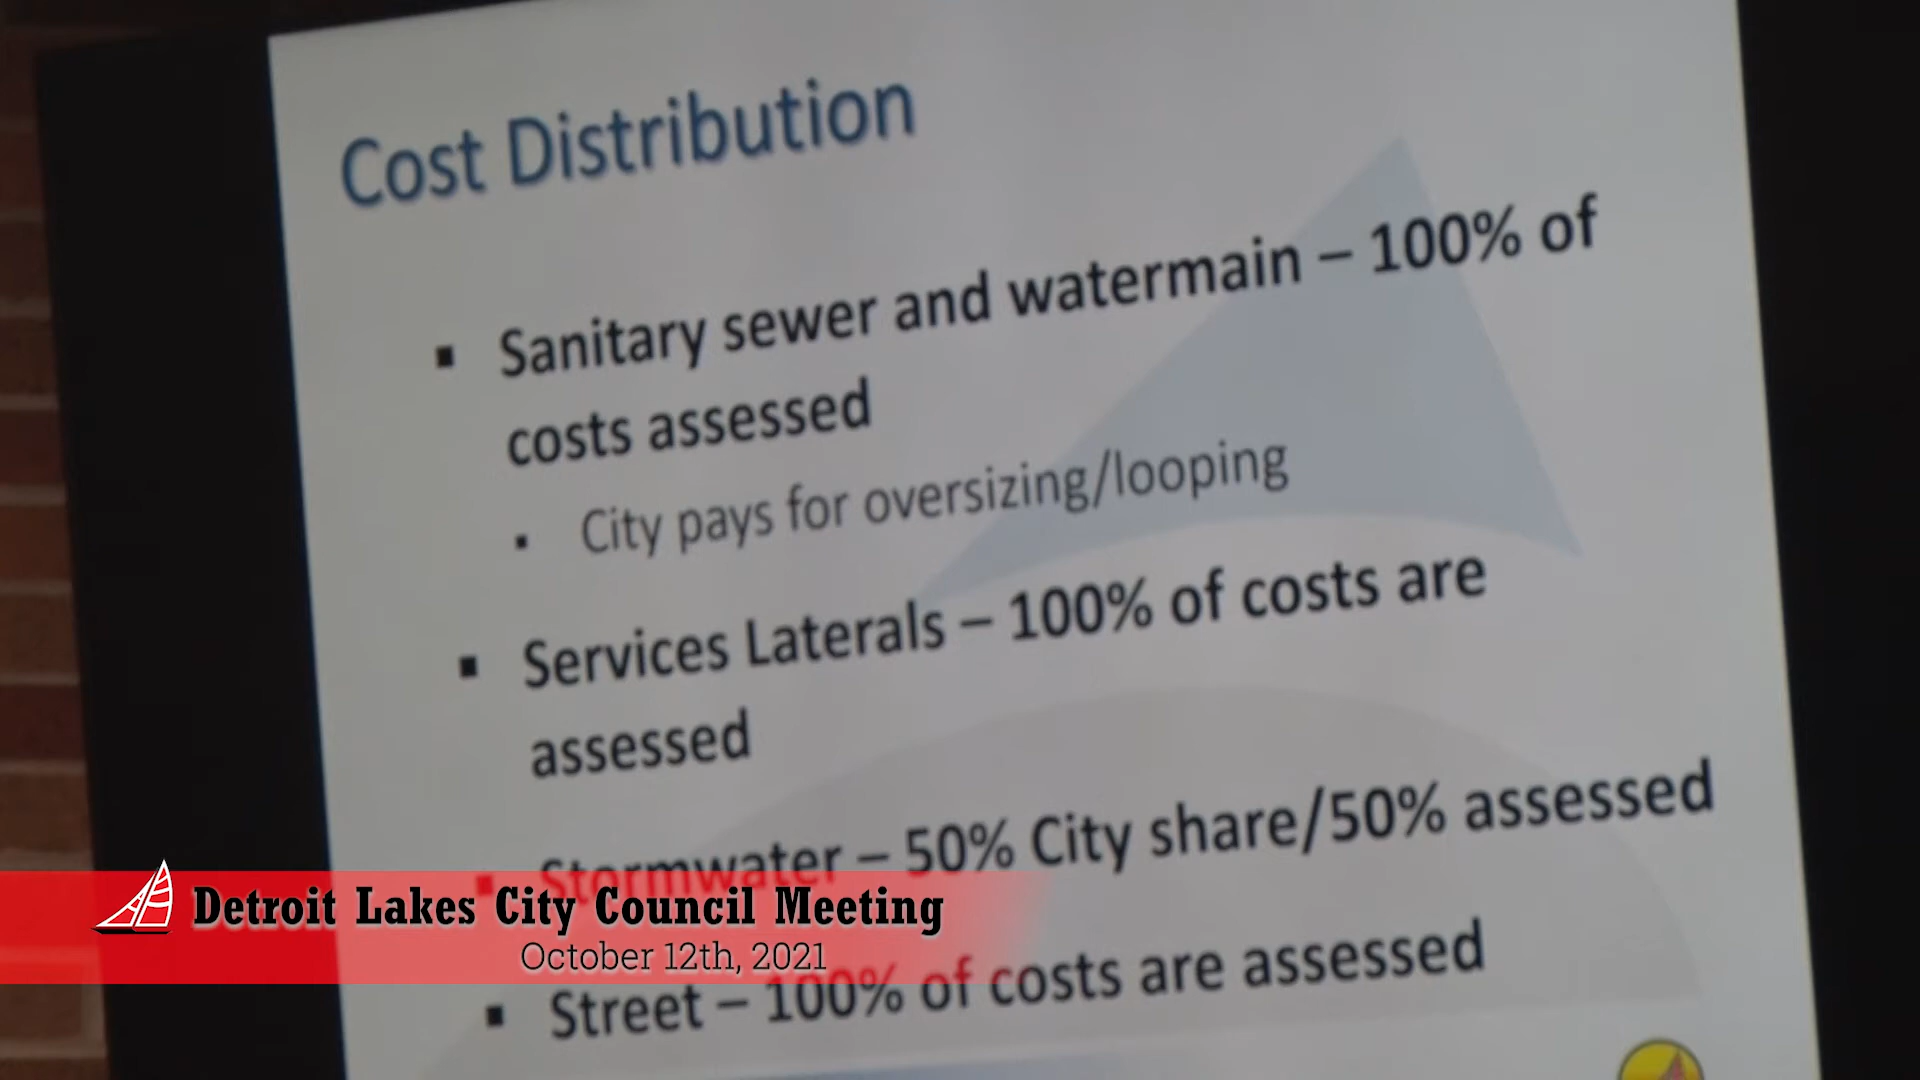 Cost Distribution
▪ Sanitary sewer and watermain – 100% of
costs assessed
▪ City pays for oversizing/looping
▪ Services Laterals – 100% of costs are
assessed
▪ Stormwater – 50% City share/50% assessed
▪ Street – 100% of costs are assessed
Detroit Lakes City Council Meeting
October 12th, 2021